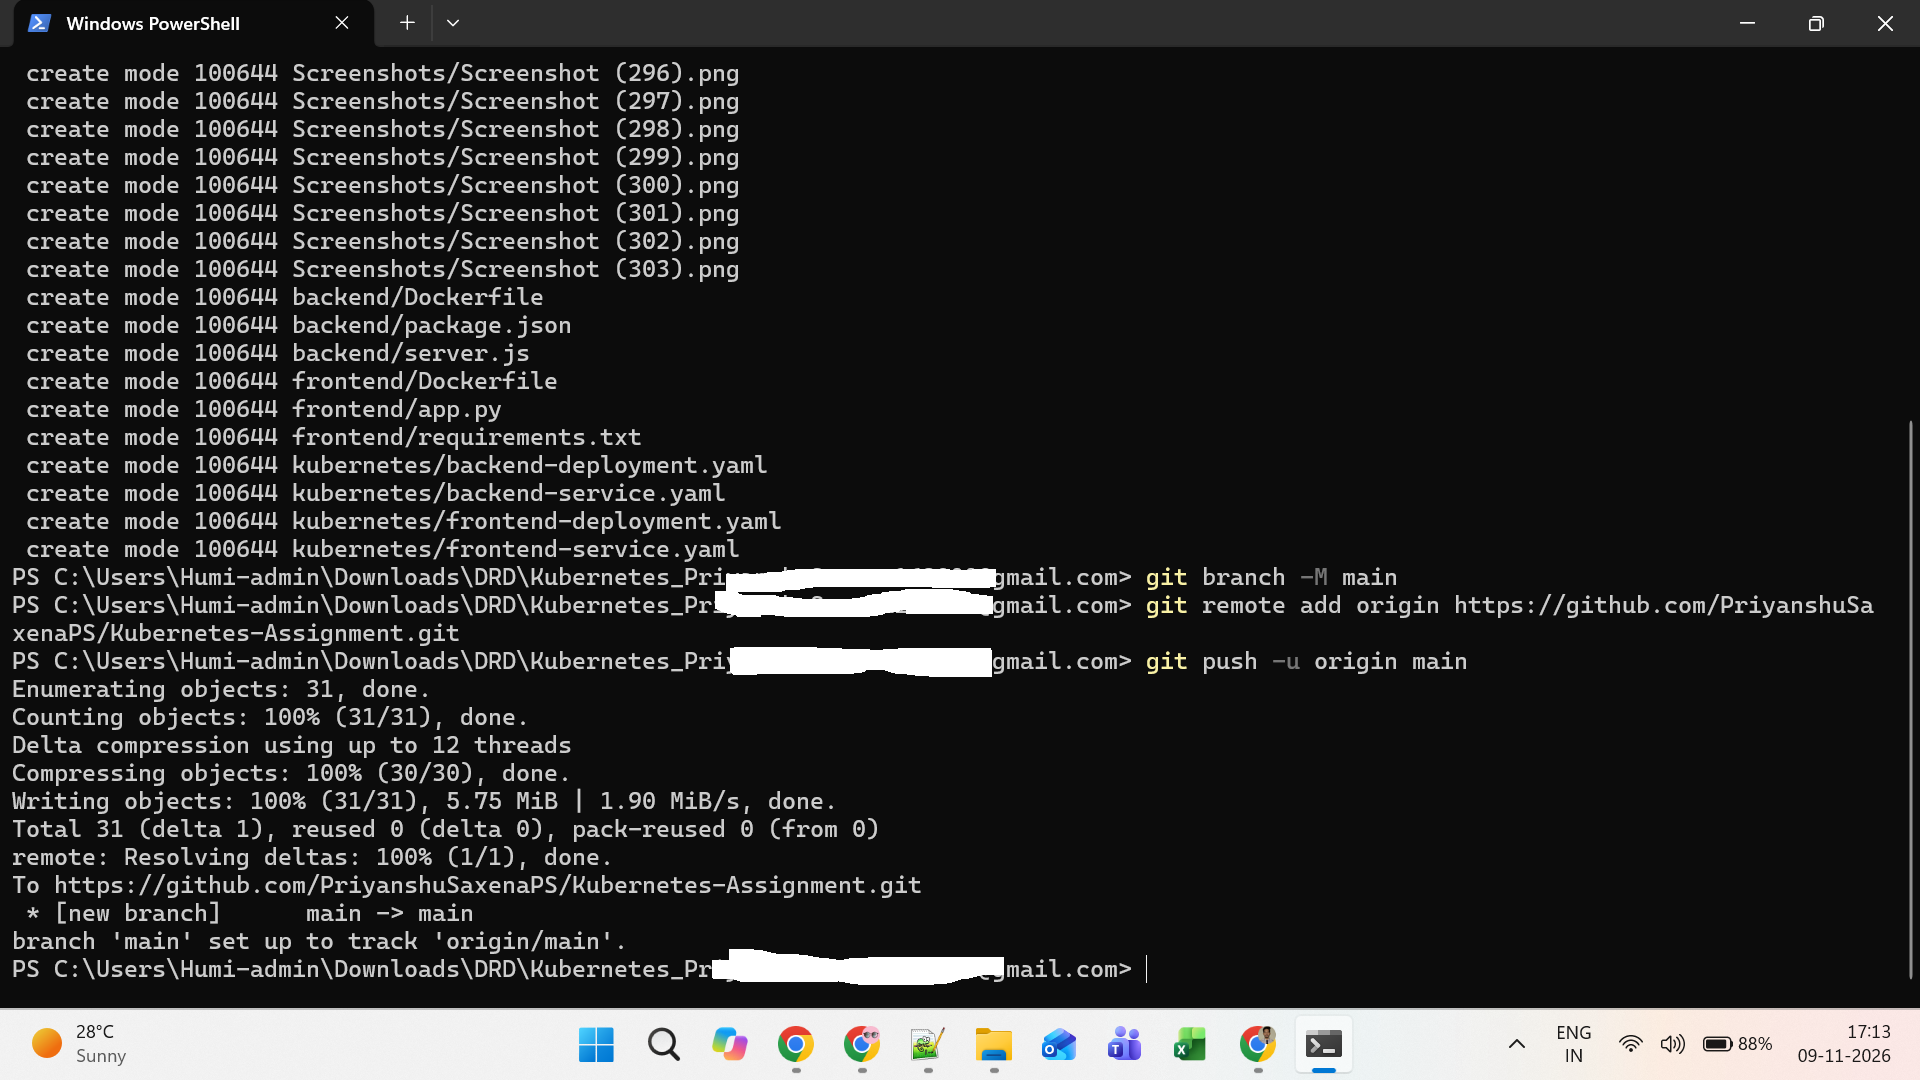 Windows PowerShell
create mode 100644 Screenshots/Screenshot (296).png
create mode 100644 Screenshots/Screenshot (297).png
create mode 100644 Screenshots/Screenshot (298).png
create mode 100644 Screenshots/Screenshot (299).png
create mode 100644 Screenshots/Screenshot (300).png
create mode 100644 Screenshots/Screenshot (301).png
create mode 100644 Screenshots/Screenshot (302).png
create mode 100644 Screenshots/Screenshot (303).png
create mode 100644 backend/Dockerfile
create mode 100644 backend/package.json
create mode 100644 backend/server.js
create mode 100644 frontend/Dockerfile
create mode 100644 frontend/app.py
create mode 100644 frontend/requirements.txt
create mode 100644 kubernetes/backend-deployment.yaml
create mode 100644 kubernetes/backend-service.yaml
create mode 100644 kubernetes/frontend-deployment.yaml
create mode 100644 kubernetes/frontend-service.yaml
PS C:\Users\Humi-admin\Downloads\DRD\Kubernetes_Pri gmail.com> git branch -M main
PS C:\Users\Humi-admin\Downloads\DRD\Kubernetes_Pri gmail.com> git remote add origin https://github.com/PriyanshuSa
xenaPS/Kubernetes-Assignment.git
PS C:\Users\Humi-admin\Downloads\DRD\Kubernetes_Priy gmail.com> git push -u origin main
Enumerating objects: 31, done.
Counting objects: 100% (31/31), done.
Delta compression using up to 12 threads
Compressing objects: 100% (30/30), done.
Writing objects: 100% (31/31), 5.75 MiB | 1.90 MiB/s, done.
Total 31 (delta 1), reused 0 (delta 0), pack-reused 0 (from 0)
remote: Resolving deltas: 100% (1/1), done.
To https://github.com/PriyanshuSaxenaPS/Kubernetes-Assignment.git
 * [new branch]      main -> main
branch 'main' set up to track 'origin/main'.
PS C:\Users\Humi-admin\Downloads\DRD\Kubernetes_Pr gmail.com>
28°C
Sunny
ENG
IN
88%
17:13
09-11-2026